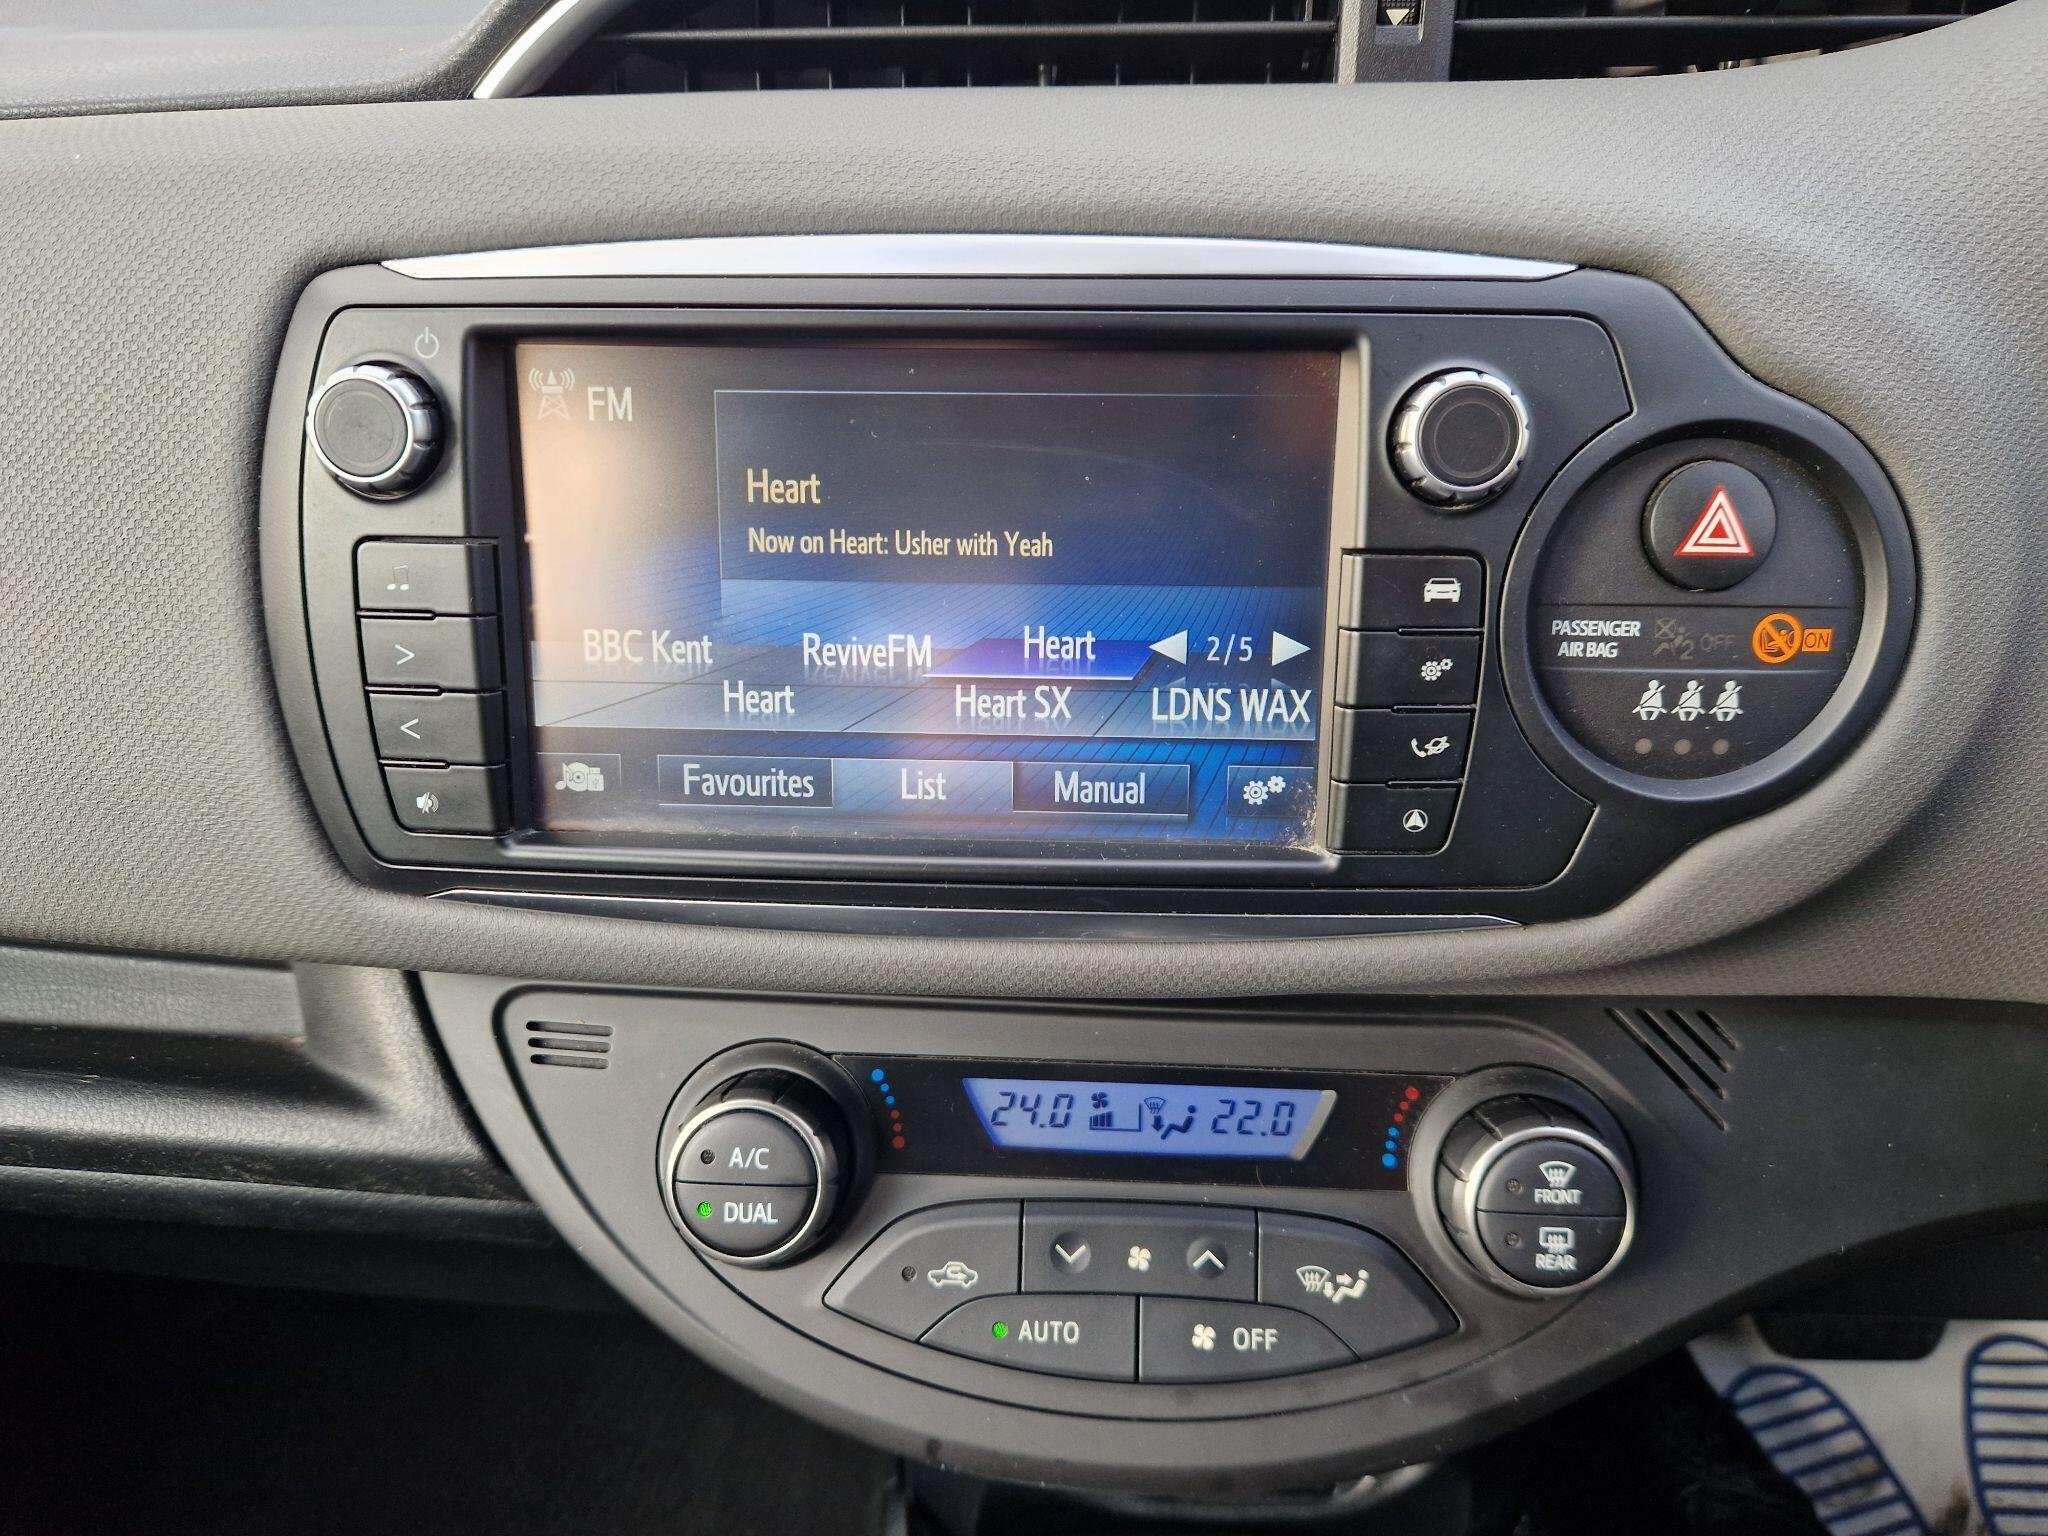 FM
Heart
Now on Heart: Usher with Yeah
BBC Kent ReviveFM Heart 2/5
Heart Heart SX LDNS WAX
Favourites List Manual
PASSENGER
AIR BAG
2 OFF
ON
24.0 22.0
A/C
DUAL
FRONT
REAR
AUTO
OFF